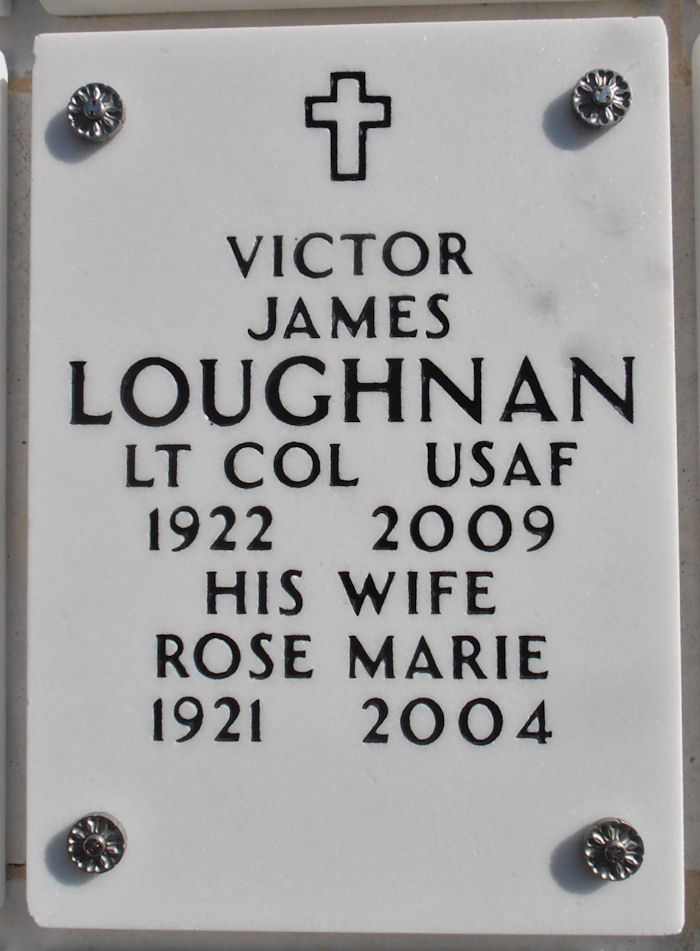 VICTOR
JAMES
LOUGHNAN
LT COL USAF
1922 2009
HIS WIFE
ROSE MARIE
1921 2004